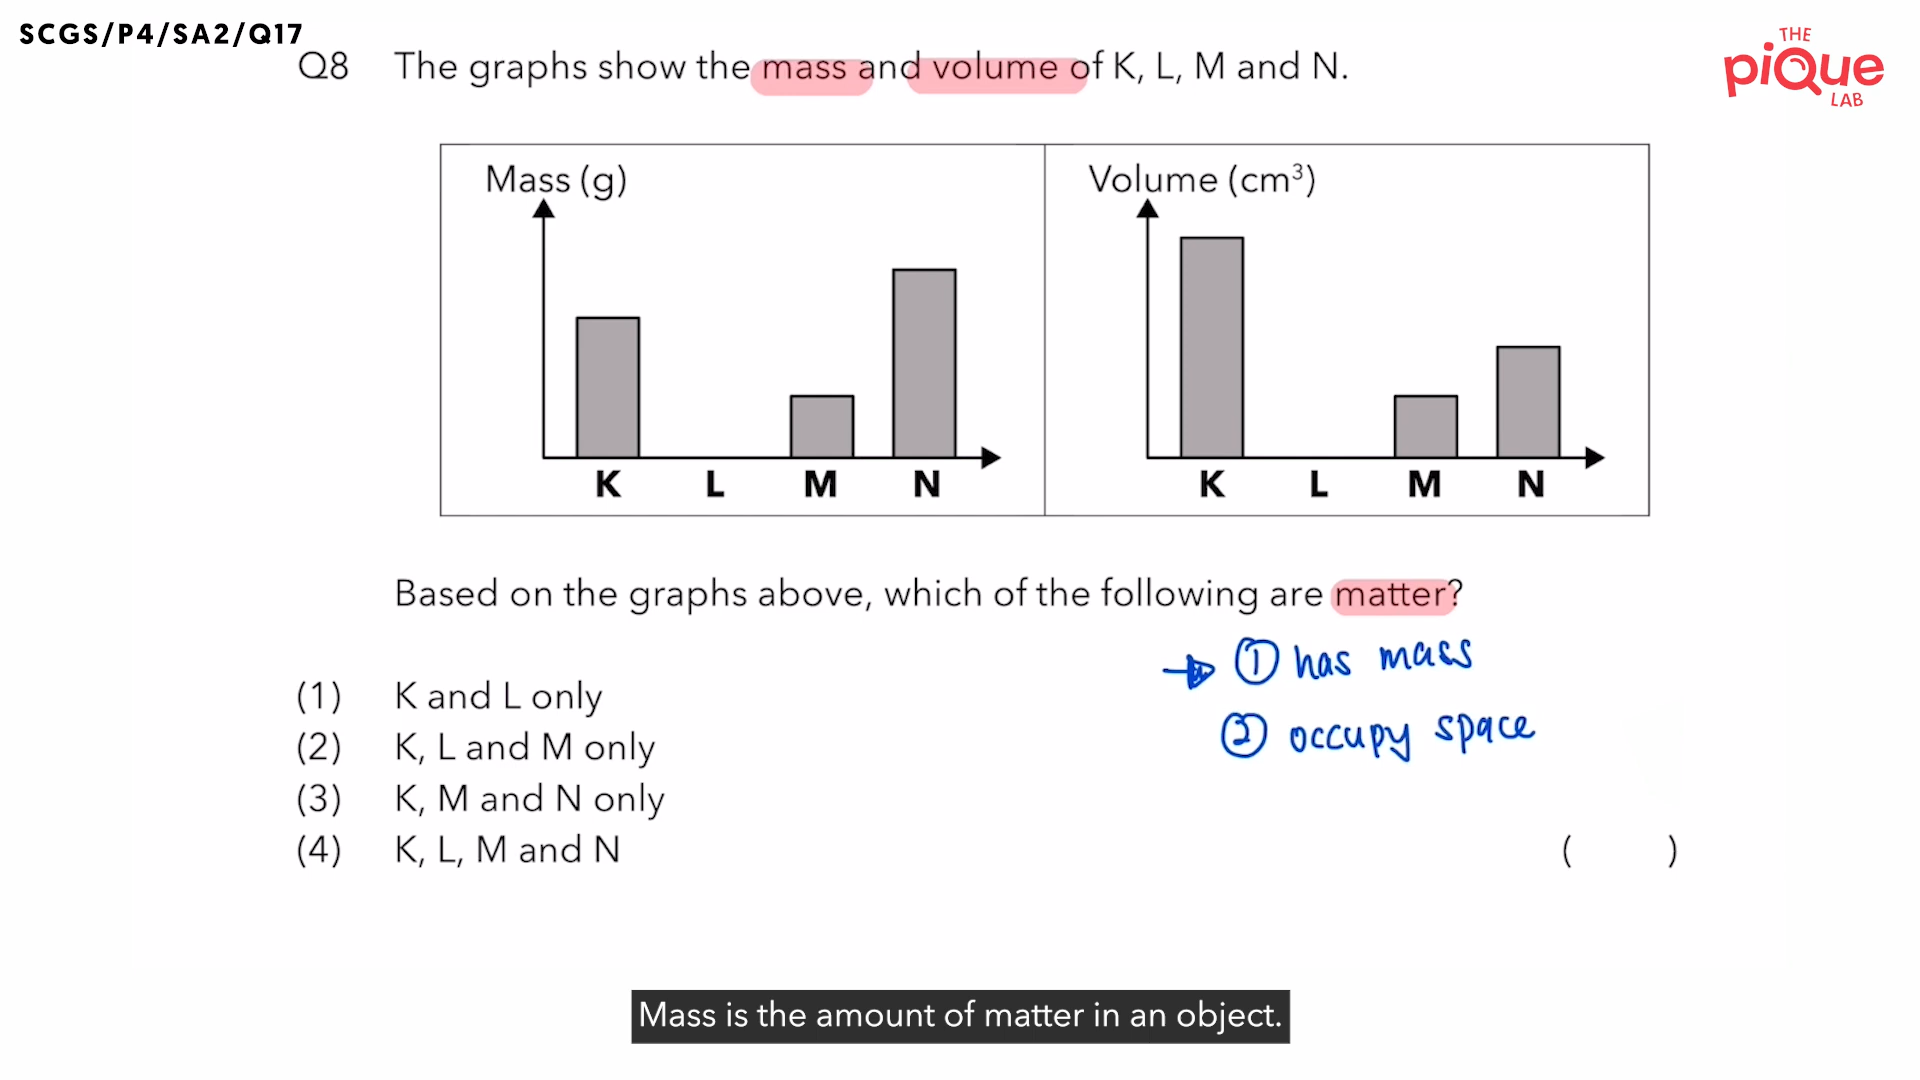 SCGS/P4/SA2/Q17
THE
piQue
LAB
Q8 The graphs show the mass and volume of K, L, M and N.
Mass (g)
K L M N
Volume (cm³)
K L M N
Based on the graphs above, which of the following are matter?
① has mass
② occupy space
(1) K and L only
(2) K, L and M only
(3) K, M and N only
(4) K, L, M and N ( )
Mass is the amount of matter in an object.